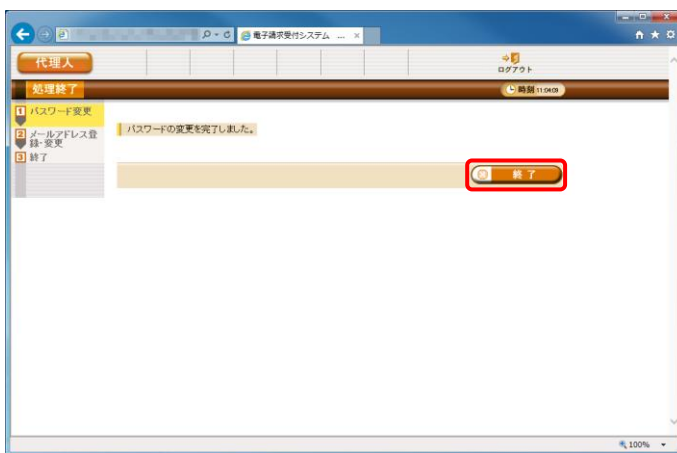 電子請求受付システム ...
代理人
ログアウト
処理終了
時刻 11:04:09
1 パスワード変更
2 メールアドレス登
録・変更
3 終了
パスワードの変更を完了しました。
終了
100%